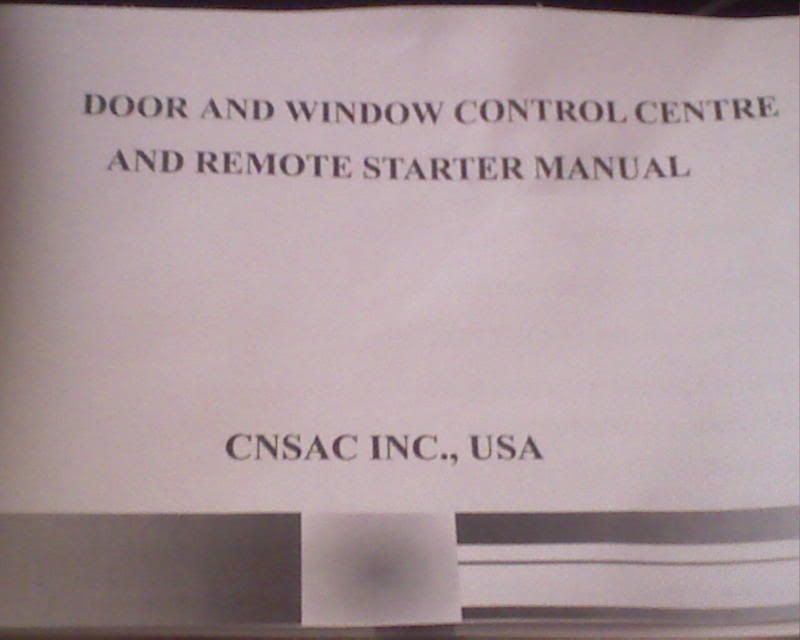 DOOR AND WINDOW CONTROL CENTRE
AND REMOTE STARTER MANUAL
CNSAC INC., USA